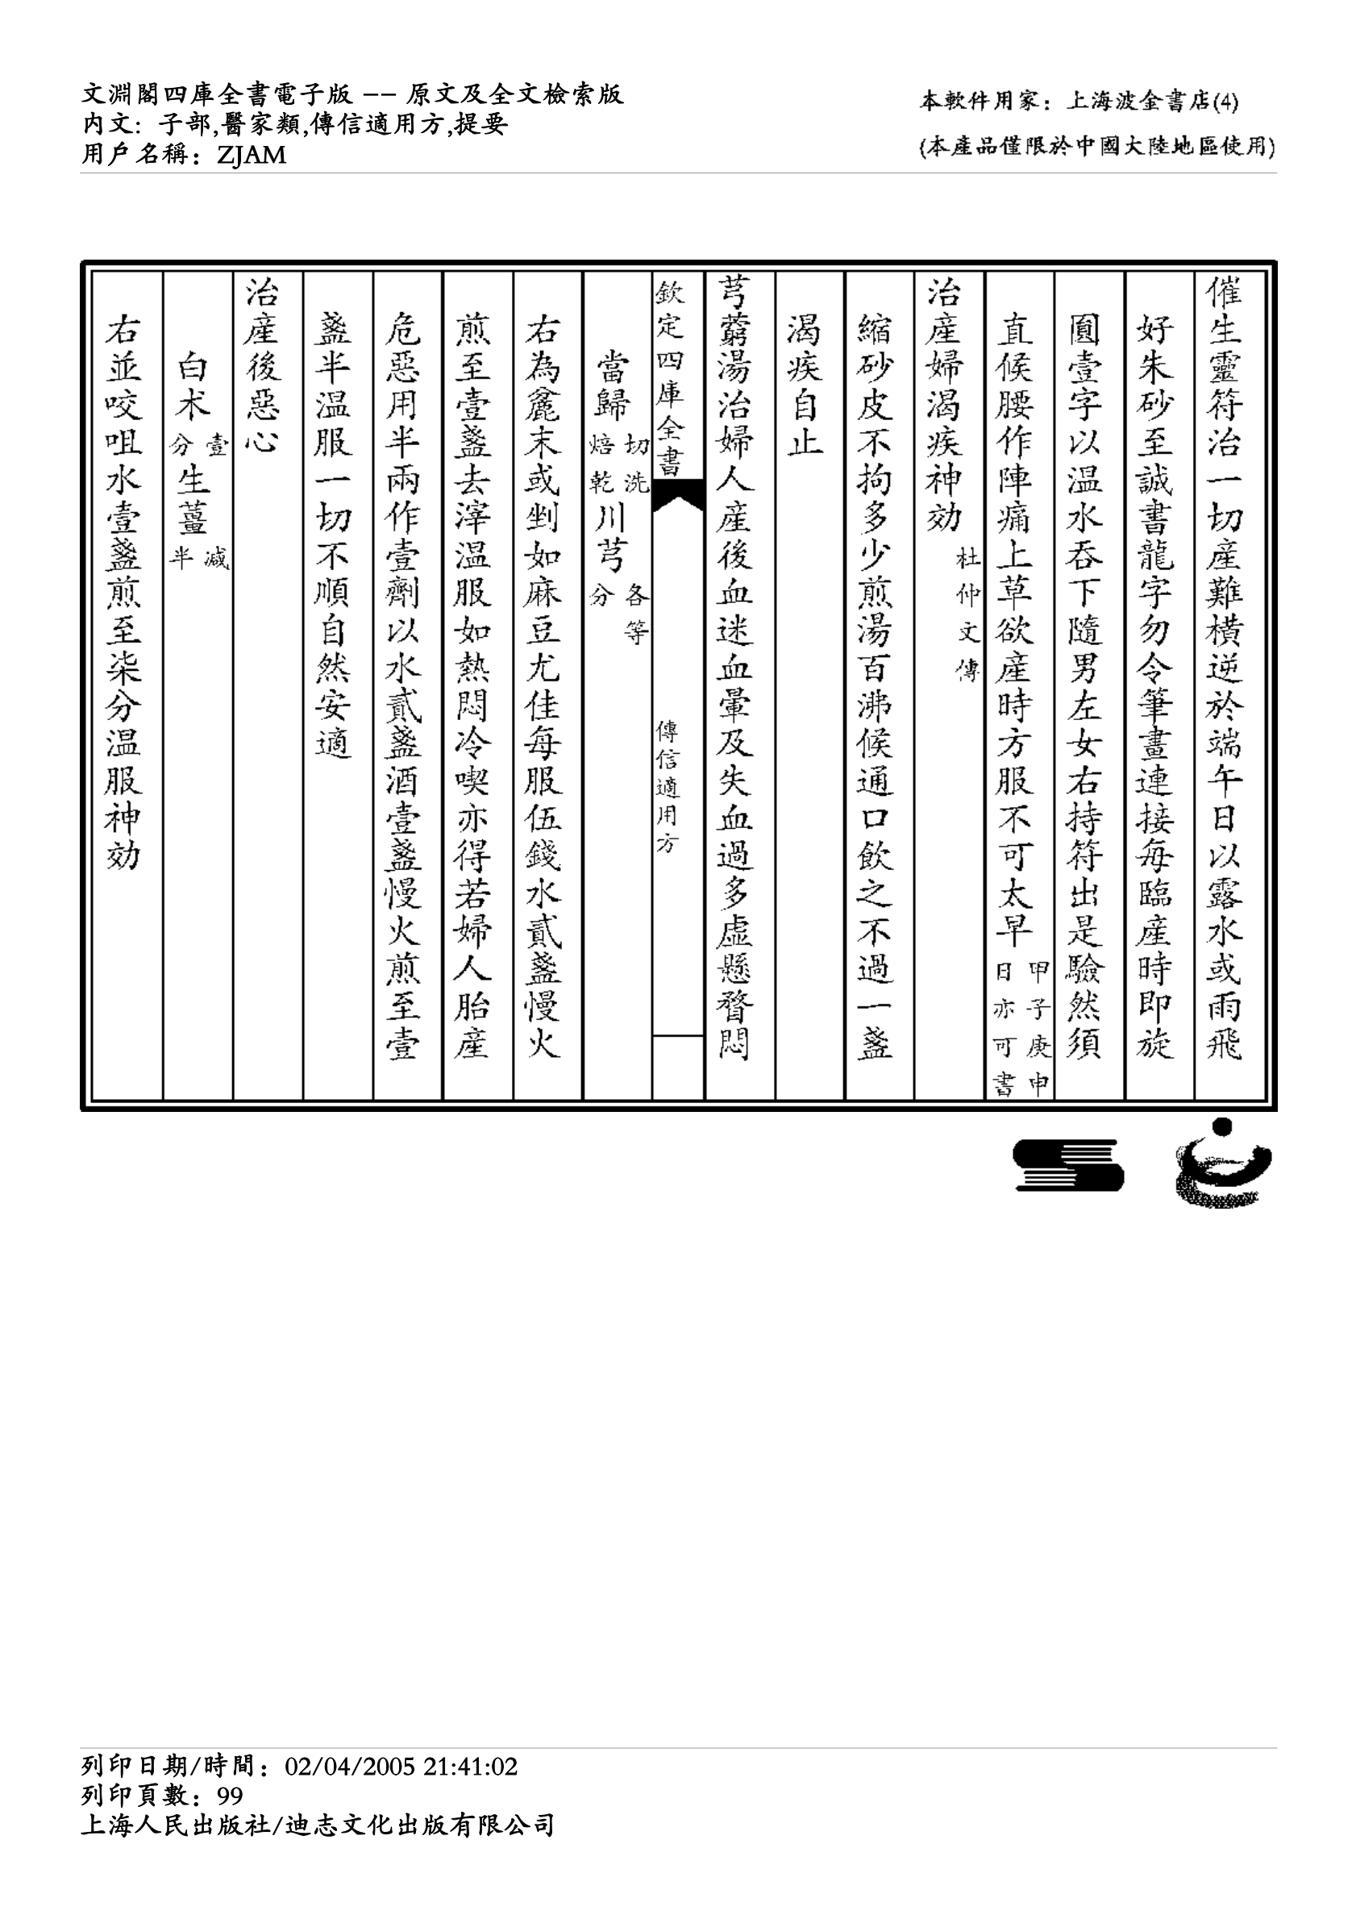 文淵閣四庫全書電子版 -- 原文及全文檢索版
內文: 子部,醫家類,傳信適用方,提要
用戶名稱: ZJAM
本軟件用家: 上海波金書店(4)
(本產品僅限於中國大陸地區使用)
催生靈符治一切産難橫逆於端午日以露水或雨飛
好朱砂至誠書龍字勿令筆畫連接每臨産時即旋
圓壹字以温水吞下隨男左女右持符出是驗然須
直候腰作陣痛上草欲産時方服不可太早甲子庚申日亦可書
治産婦渴疾神効杜仲文傳
縮砂皮不拘多少煎湯百沸候通口飲之不過一盞
渴疾自止
芎藭湯治婦人産後血迷血暈及失血過多虛懸瞀悶
欽定四庫全書
傳信適用方
當歸切洗焙乾川芎各等分
右為麄末或剉如麻豆尤佳每服伍錢水貳盞慢火
煎至壹盞去滓温服如熱悶冷喫亦得若婦人胎産
危惡用半兩作壹劑以水貳盞酒壹盞慢火煎至壹
盞半温服一切不順自然安適
治産後惡心
白术壹分生薑减半
右並咬咀水壹盞煎至柒分温服神効
列印日期/時間: 02/04/2005 21:41:02
列印頁數: 99
上海人民出版社/迪志文化出版有限公司